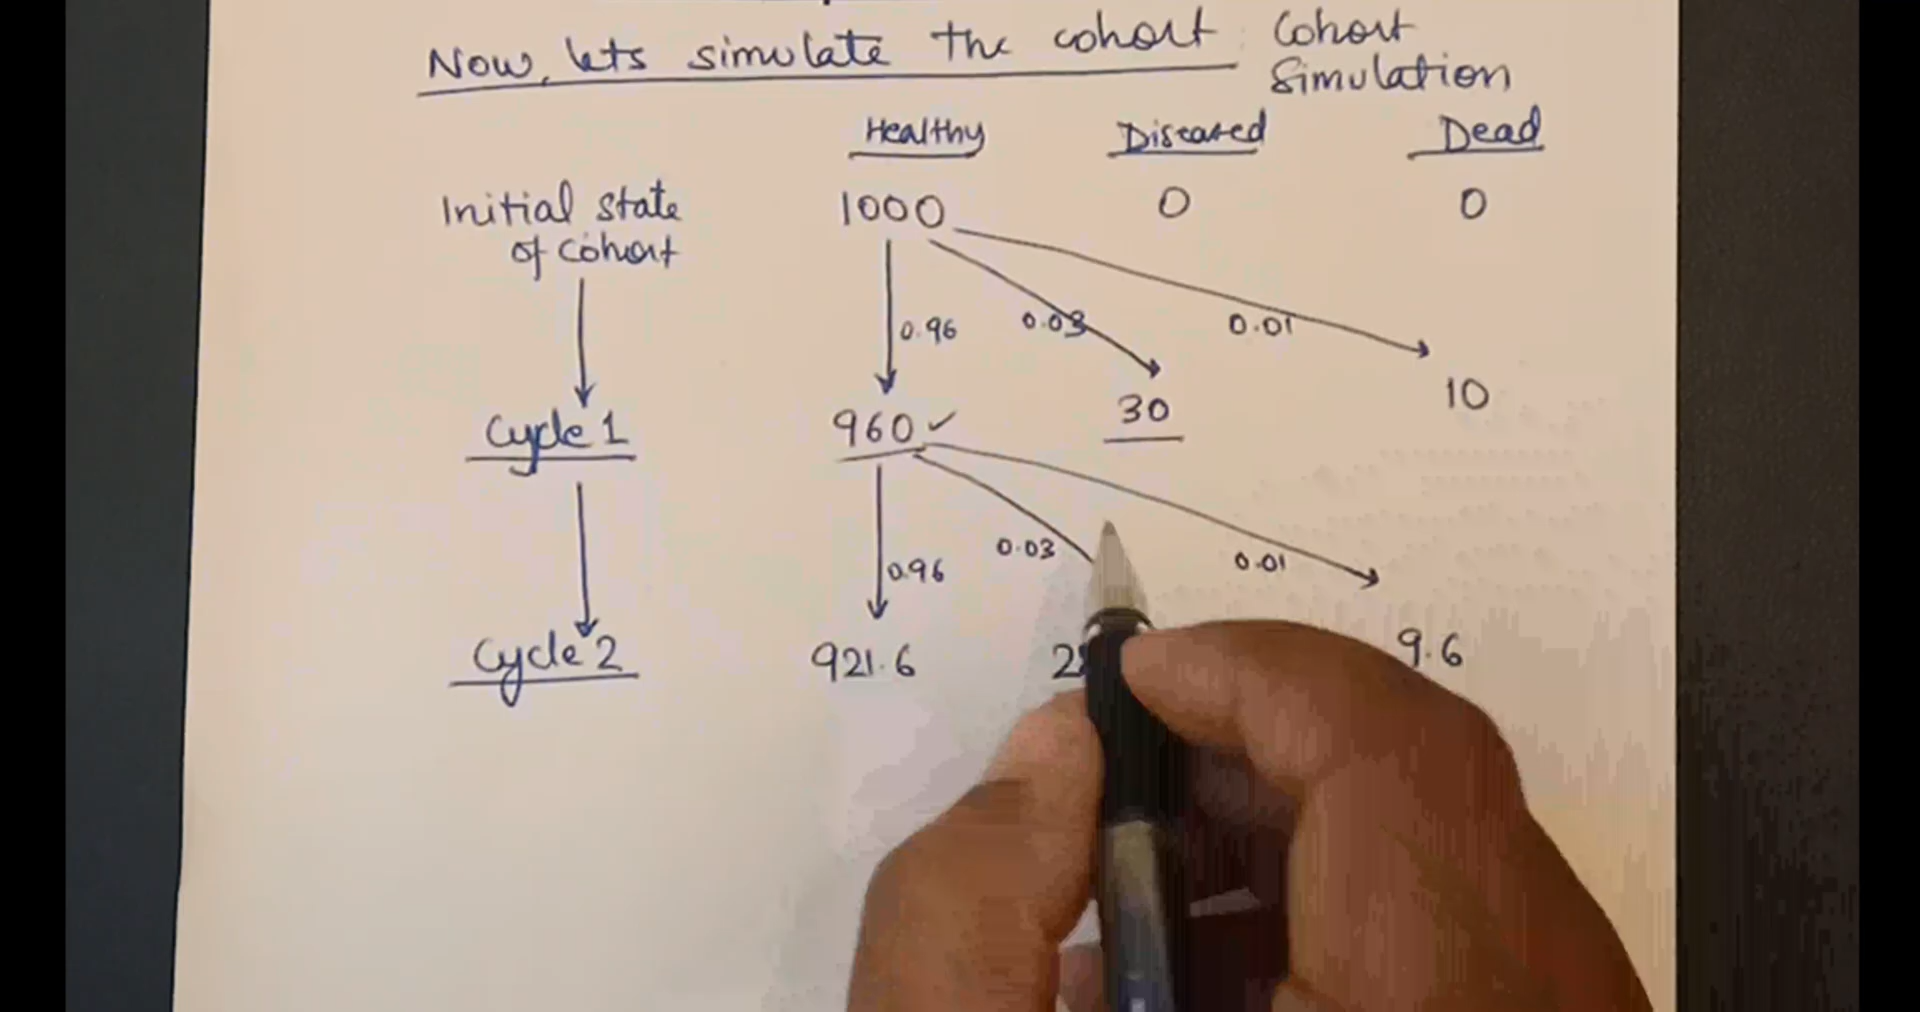 Now, lets simulate the cohort
Cohort
Simulation
Healthy Diseased Dead
Initial state
of cohort
1000 0 0
0.96 0.03 0.01
Cycle 1 960 30 10
0.96 0.03 0.01
Cycle 2 921.6 9.6